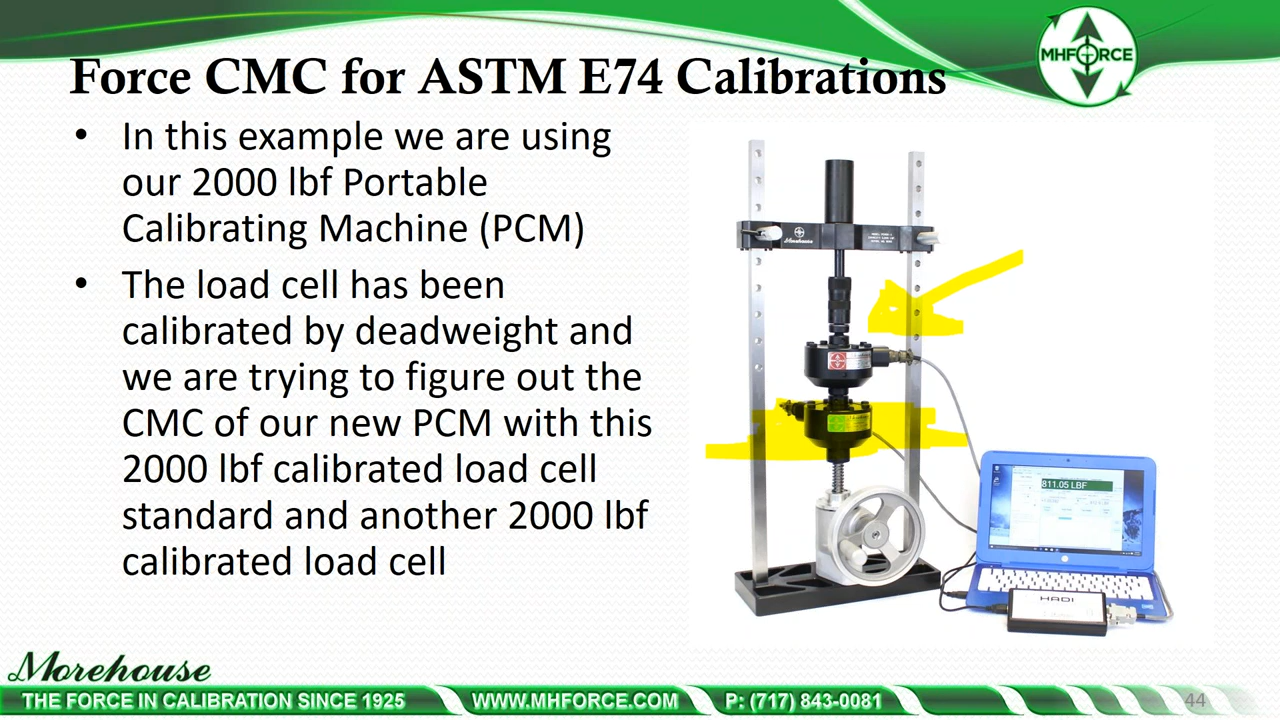 MHFORCE
Force CMC for ASTM E74 Calibrations
• In this example we are using
our 2000 lbf Portable
Calibrating Machine (PCM)
• The load cell has been
calibrated by deadweight and
we are trying to figure out the
CMC of our new PCM with this
2000 lbf calibrated load cell
standard and another 2000 lbf
calibrated load cell
Morehouse
811.05 LBF
HADI
Morehouse
THE FORCE IN CALIBRATION SINCE 1925
WWW.MHFORCE.COM
P: (717) 843-0081
44